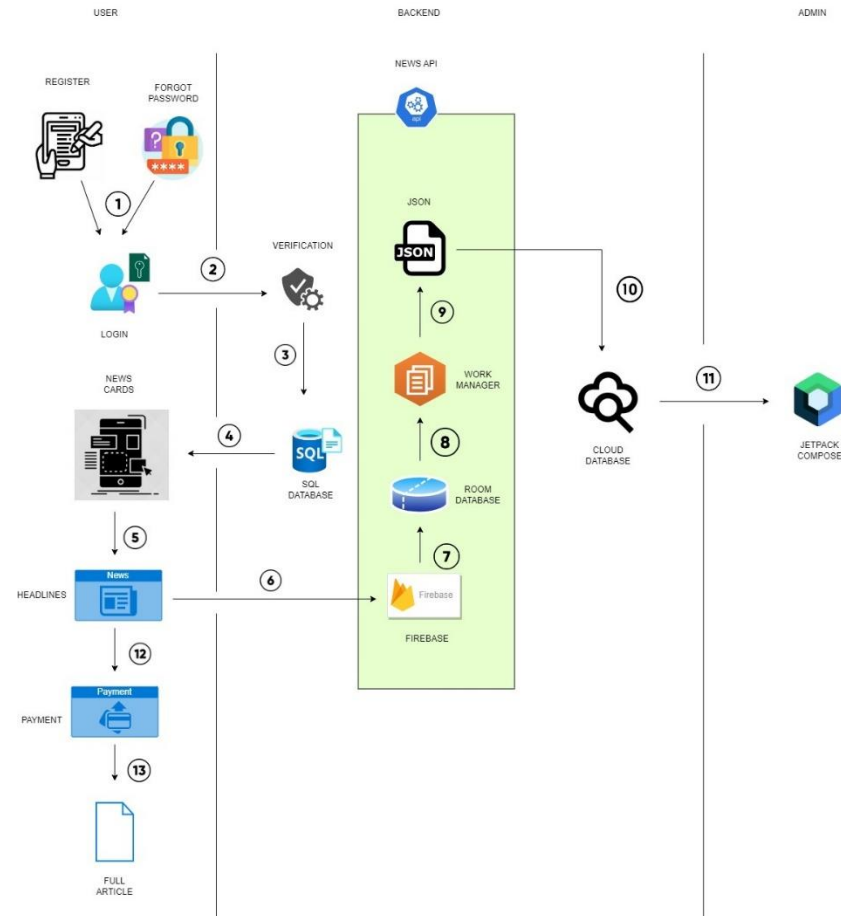 USER
BACKEND
ADMIN
NEWS API
api
REGISTER
FORGOT
PASSWORD
?
****
1
LOGIN
2
VERIFICATION
3
JSON
JSON
10
9
NEWS
CARDS
4
SQL
SQL
DATABASE
WORK
MANAGER
8
CLOUD
DATABASE
11
JETPACK
COMPOSE
ROOM
DATABASE
5
7
News
HEADLINES
6
Firebase
FIREBASE
12
Payment
PAYMENT
13
FULL
ARTICLE